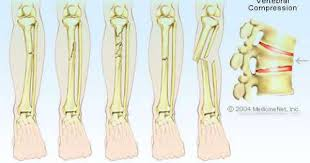 Vertebral
Compression
© 2004 MedicineNet, Inc.